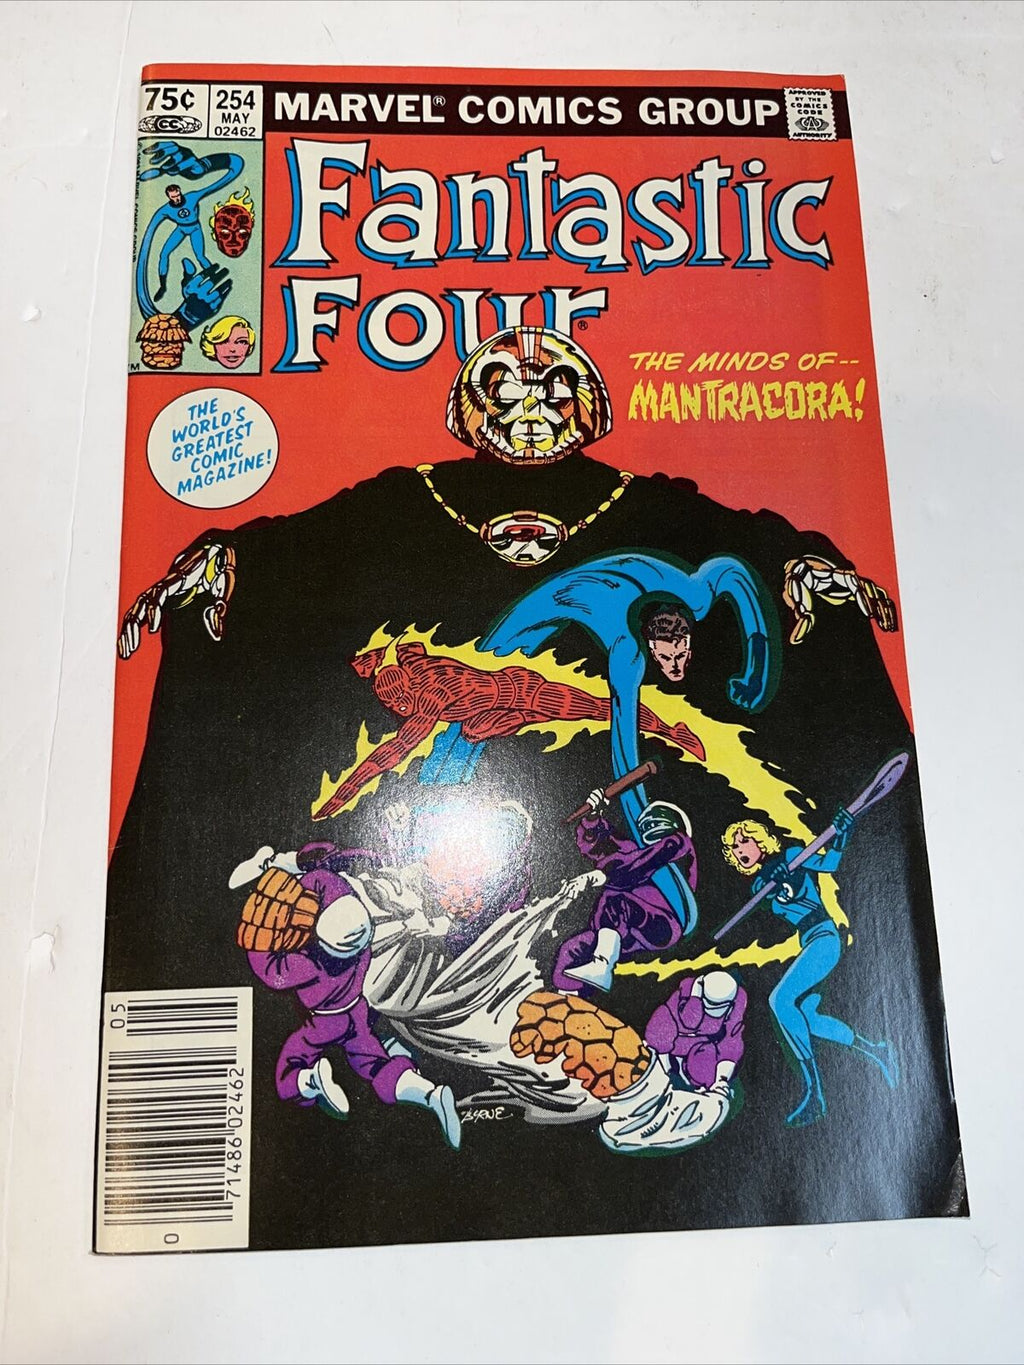 75¢
CC
254
MAY
02462
MARVEL® COMICS GROUP
APPROVED
BY THE
COMICS
CODE
AUTHORITY
Fantastic
Four®
THE MINDS OF--
MANTRACORA!
THE
WORLD'S
GREATEST
COMIC
MAGAZINE!
BYRNE
05
71486 02462
0